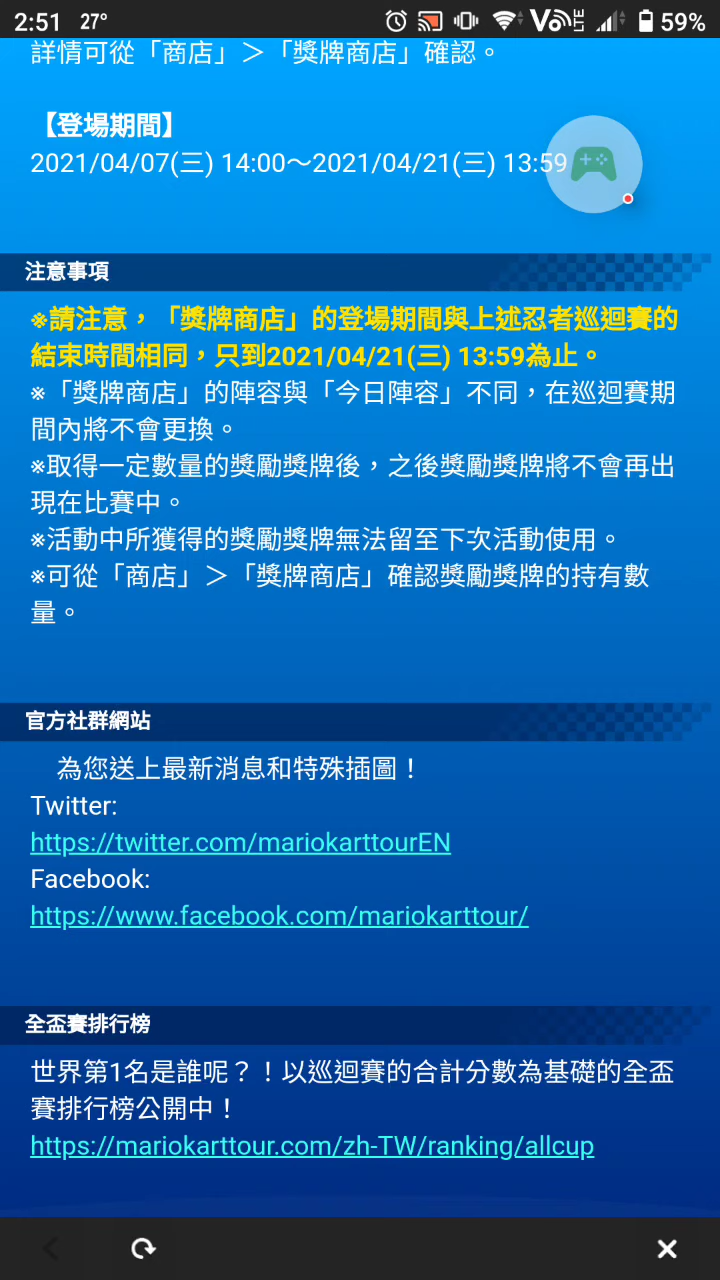 2:51 27° VoLTE 59%
詳情可從「商店」＞「獎牌商店」確認。
【登場期間】
2021/04/07(三) 14:00～2021/04/21(三) 13:59
注意事項
※請注意，「獎牌商店」的登場期間與上述忍者巡迴賽的
結束時間相同，只到2021/04/21(三) 13:59為止。
※「獎牌商店」的陣容與「今日陣容」不同，在巡迴賽期
間內將不會更換。
※取得一定數量的獎勵獎牌後，之後獎勵獎牌將不會再出
現在比賽中。
※活動中所獲得的獎勵獎牌無法留至下次活動使用。
※可從「商店」＞「獎牌商店」確認獎勵獎牌的持有數
量。
官方社群網站
為您送上最新消息和特殊插圖！
Twitter:
https://twitter.com/mariokarttourEN
Facebook:
https://www.facebook.com/mariokarttour/
全盃賽排行榜
世界第1名是誰呢？！以巡迴賽的合計分數為基礎的全盃
賽排行榜公開中！
https://mariokarttour.com/zh-TW/ranking/allcup